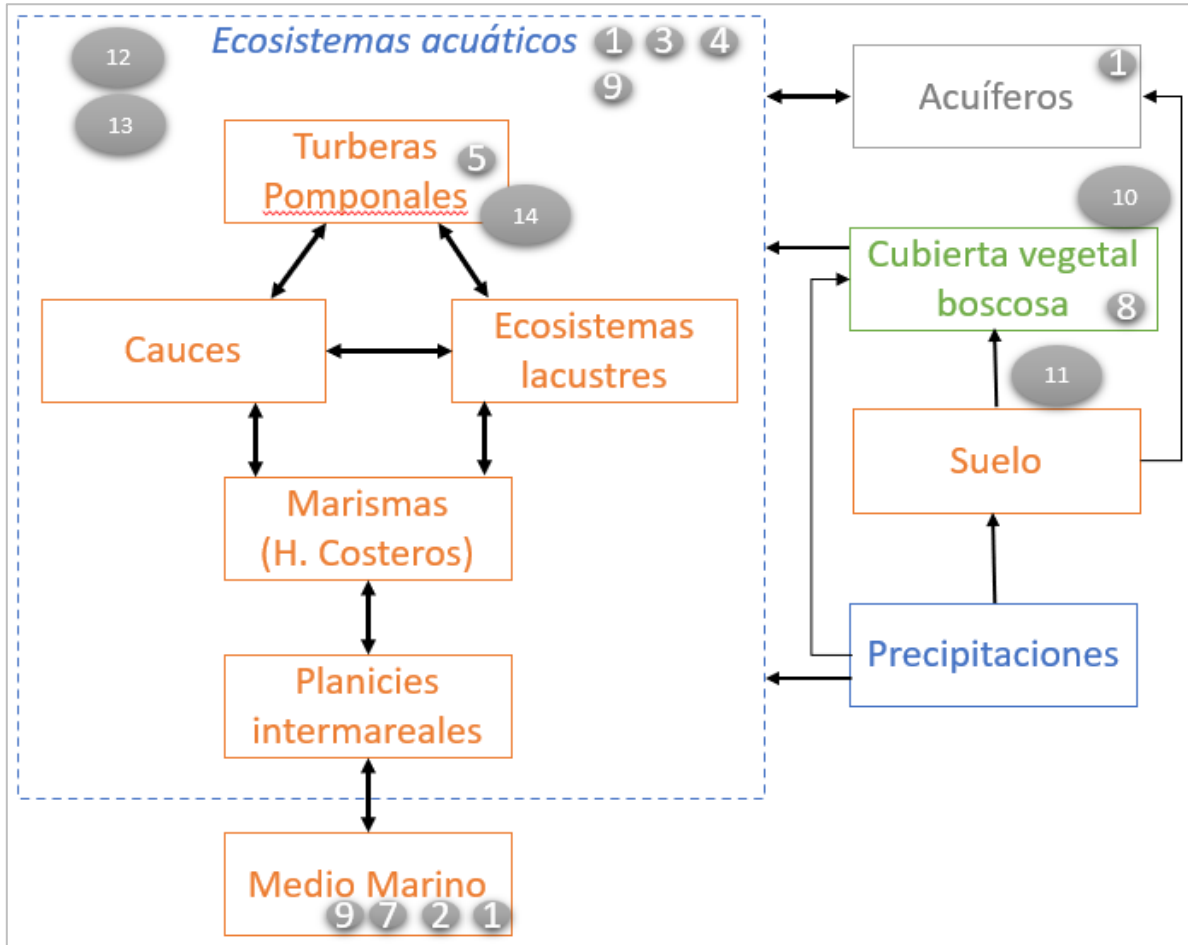 Ecosistemas acuáticos 1 3 4
9
12
13
Turberas
Pomponales
5
14
Cauces
Ecosistemas
lacustres
Marismas
(H. Costeros)
Planicies
intermareales
Medio Marino
9 7 2 1
Acuíferos
1
10
Cubierta vegetal
boscosa
8
11
Suelo
Precipitaciones